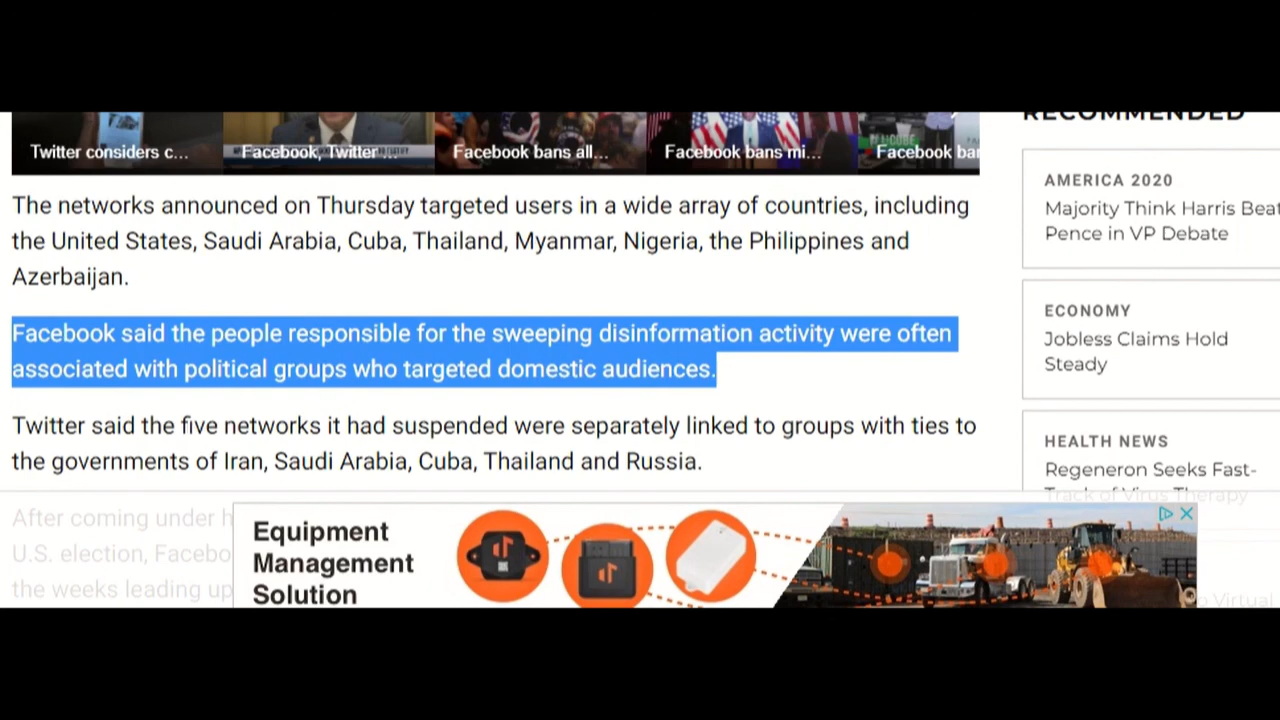 RECOMMENDED
Twitter considers c...
Facebook, Twitter ...
Facebook bans all...
Facebook bans mi...
Facebook ban
The networks announced on Thursday targeted users in a wide array of countries, including
the United States, Saudi Arabia, Cuba, Thailand, Myanmar, Nigeria, the Philippines and
Azerbaijan.
Facebook said the people responsible for the sweeping disinformation activity were often
associated with political groups who targeted domestic audiences.
Twitter said the five networks it had suspended were separately linked to groups with ties to
the governments of Iran, Saudi Arabia, Cuba, Thailand and Russia.
After coming under h
U.S. election, Facebo
the weeks leading up
AMERICA 2020
Majority Think Harris Beat
Pence in VP Debate
ECONOMY
Jobless Claims Hold
Steady
HEALTH NEWS
Regeneron Seeks Fast-
Track of Virus Therapy
Virtual
Equipment
Management
Solution